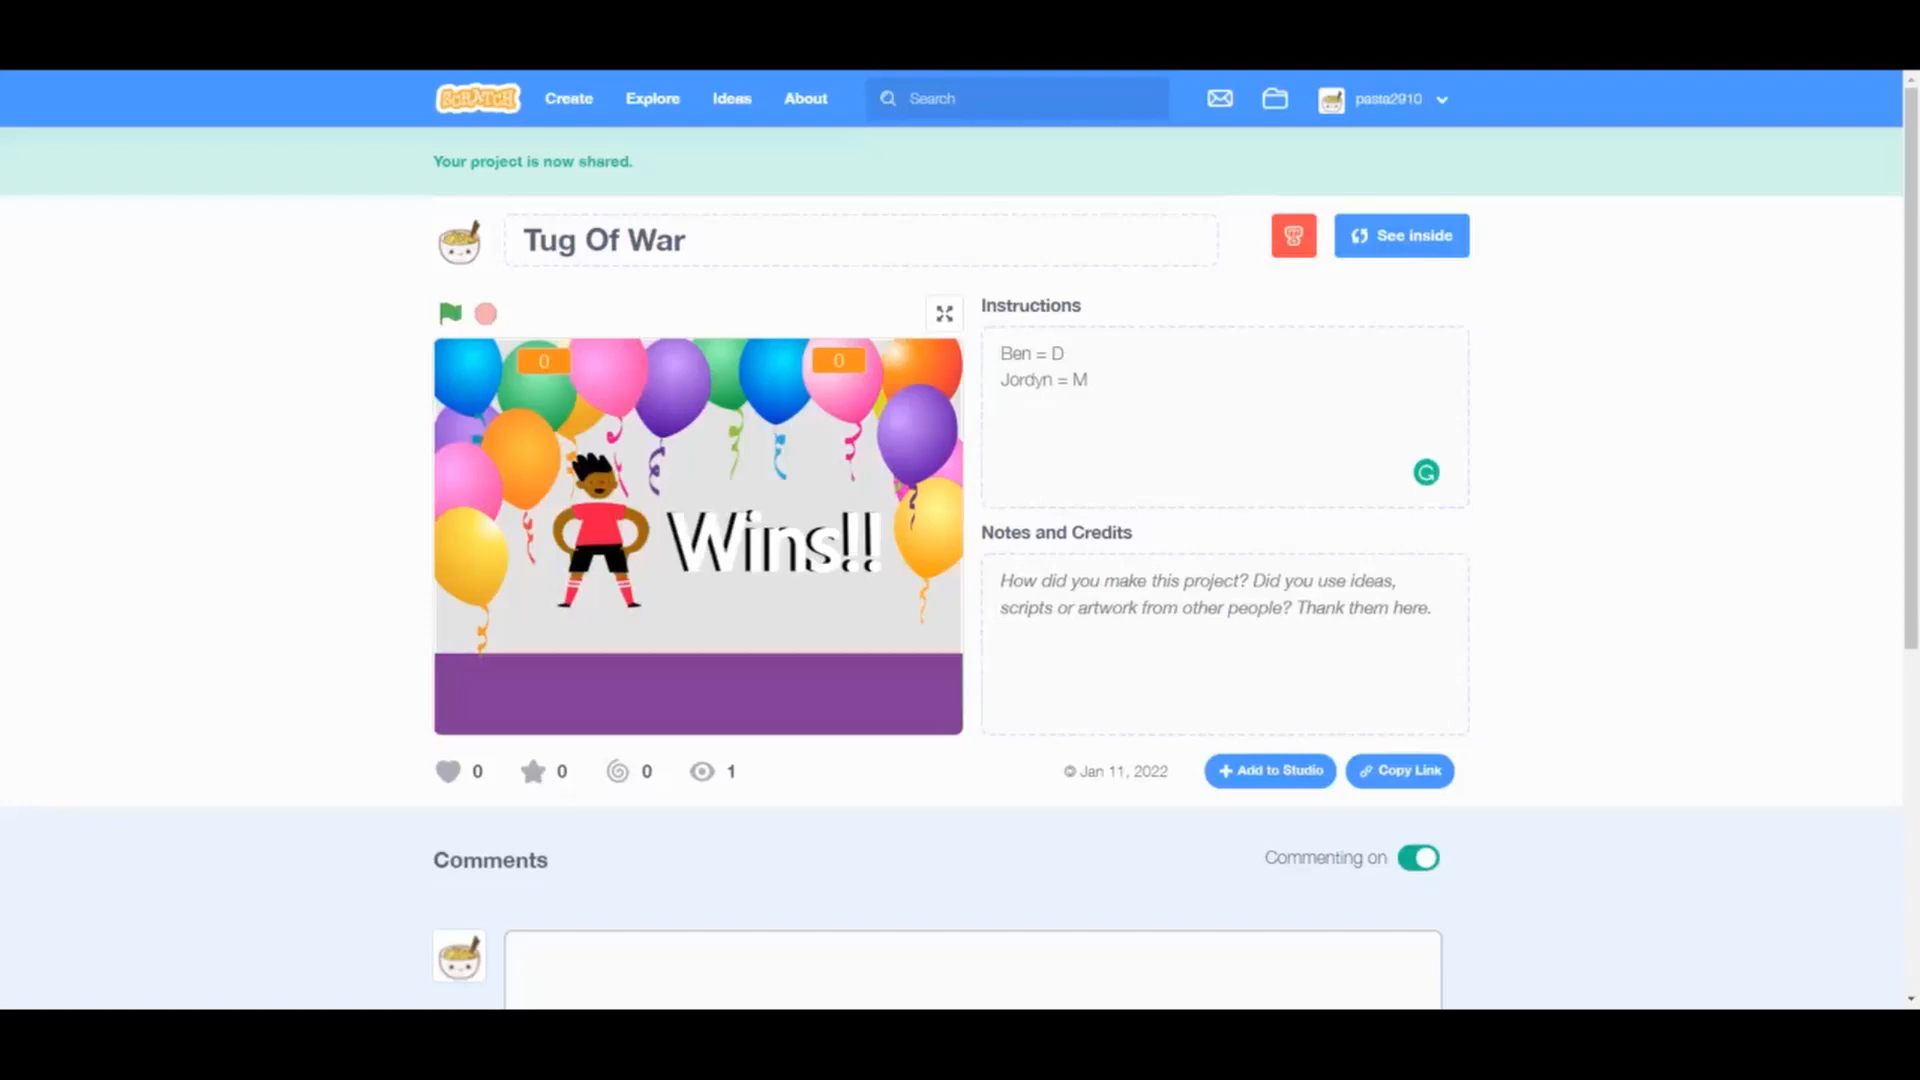 SCRATCH Create Explore Ideas About Search pasta2910
Your project is now shared.
Tug Of War
See inside
Instructions
0 0
Ben = D
Jordyn = M
Wins!!
Notes and Credits
How did you make this project? Did you use ideas,
scripts or artwork from other people? Thank them here.
0 0 0 1
© Jan 11, 2022
Add to Studio
Copy Link
Comments
Commenting on